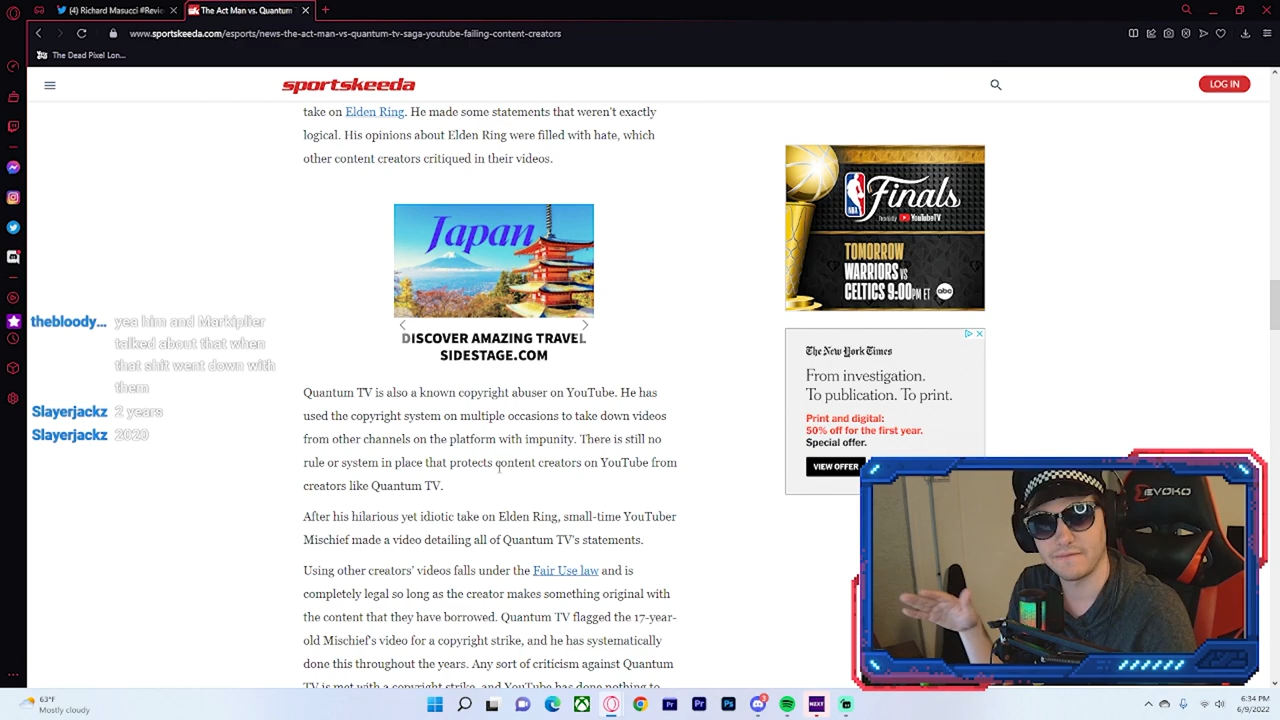 (4) Richard Masucci #Revie
The Act Man vs. Quantum
www.sportskeeda.com/esports/news-the-act-man-vs-quantum-tv-saga-youtube-failing-content-creators
The Dead Pixel Lon...
sportskeeda
LOG IN
take on Elden Ring. He made some statements that weren't exactly
logical. His opinions about Elden Ring were filled with hate, which
other content creators critiqued in their videos.
Japan
DISCOVER AMAZING TRAVEL
SIDESTAGE.COM
NBA
Finals
Presented by YouTubeTV
TOMORROW
WARRIORS VS
CELTICS 9:00PM ET abc
thebloody... yea him and Markiplier
talked about that when
that shit went down with
them
Slayerjackz 2 years
Slayerjackz 2020
The New York Times
From investigation.
To publication. To print.
Print and digital:
50% off for the first year.
Special offer.
VIEW OFFER
Quantum TV is also a known copyright abuser on YouTube. He has
used the copyright system on multiple occasions to take down videos
from other channels on the platform with impunity. There is still no
rule or system in place that protects content creators on YouTube from
creators like Quantum TV.
After his hilarious yet idiotic take on Elden Ring, small-time YouTuber
Mischief made a video detailing all of Quantum TV's statements.
Using other creators' videos falls under the Fair Use law and is
completely legal so long as the creator makes something original with
the content that they have borrowed. Quantum TV flagged the 17-year-
old Mischief's video for a copyright strike, and he has systematically
done this throughout the years. Any sort of criticism against Quantum
TV is met with a copyright strike, and YouTube has done nothing to
EVOKO
63°F
Mostly cloudy
6:34 PM
6/9/2022